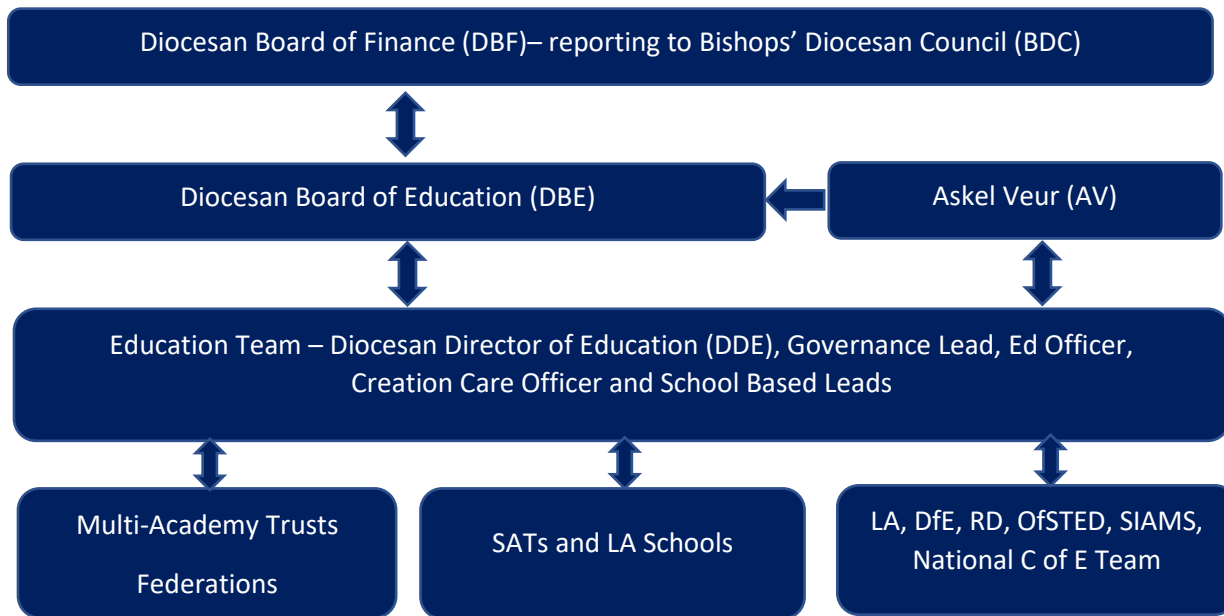 Diocesan Board of Finance (DBF)– reporting to Bishops’ Diocesan Council (BDC)
Diocesan Board of Education (DBE)
Askel Veur (AV)
Education Team – Diocesan Director of Education (DDE), Governance Lead, Ed Officer,
Creation Care Officer and School Based Leads
Multi-Academy Trusts
Federations
SATs and LA Schools
LA, DfE, RD, OfSTED, SIAMS,
National C of E Team